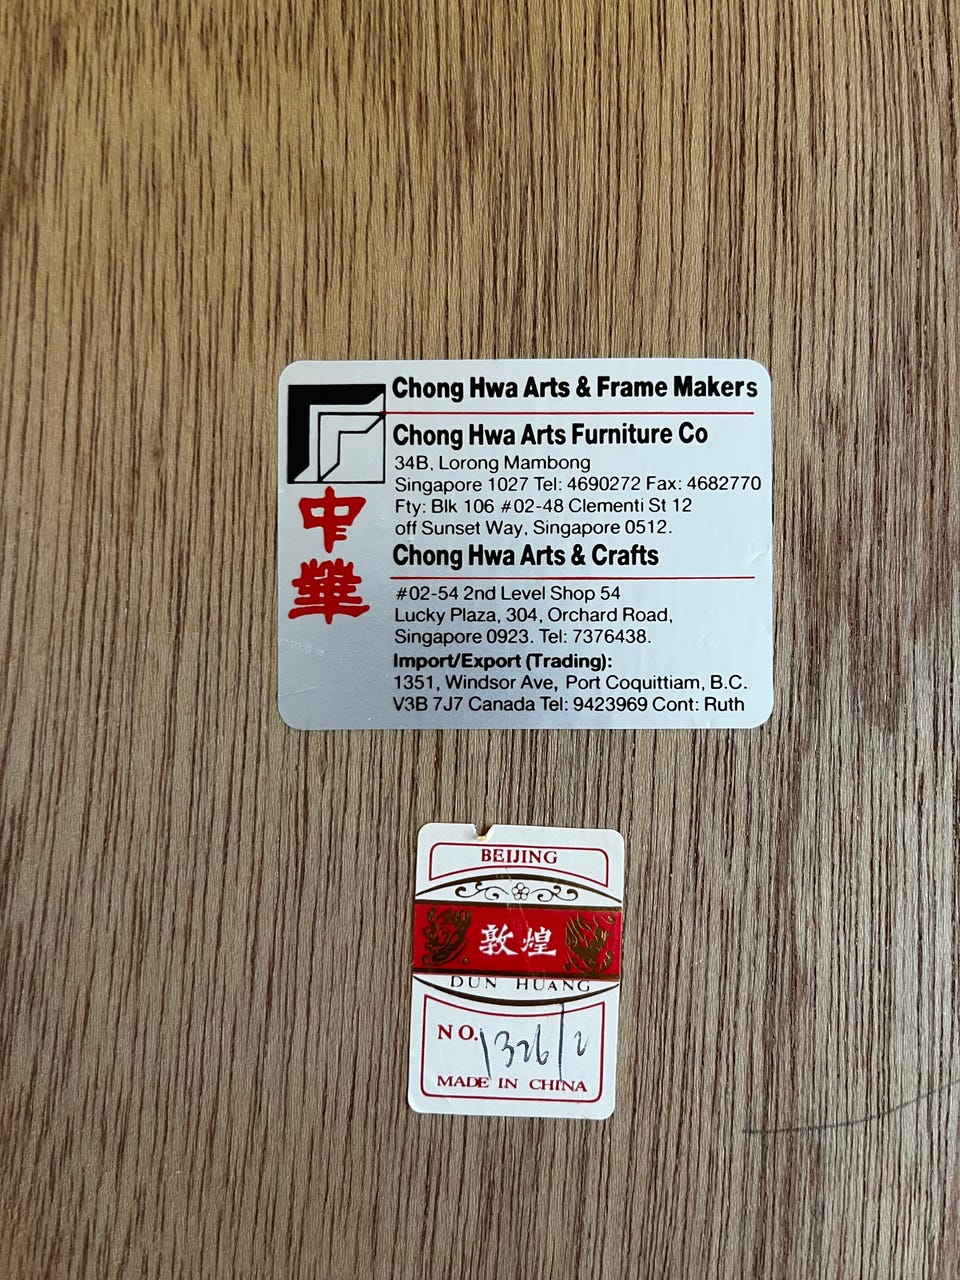 Chong Hwa Arts & Frame Makers
Chong Hwa Arts Furniture Co
34B, Lorong Mambong
Singapore 1027 Tel: 4690272 Fax: 4682770
Fty: Blk 106 #02-48 Clementi St 12
off Sunset Way, Singapore 0512.
Chong Hwa Arts & Crafts
#02-54 2nd Level Shop 54
Lucky Plaza, 304, Orchard Road,
Singapore 0923. Tel: 7376438.
Import/Export (Trading):
1351, Windsor Ave, Port Coquittiam, B.C.
V3B 7J7 Canada Tel: 9423969 Cont: Ruth
中
華
BEIJING
敦煌
DUN HUANG
NO. 1326/2
MADE IN CHINA